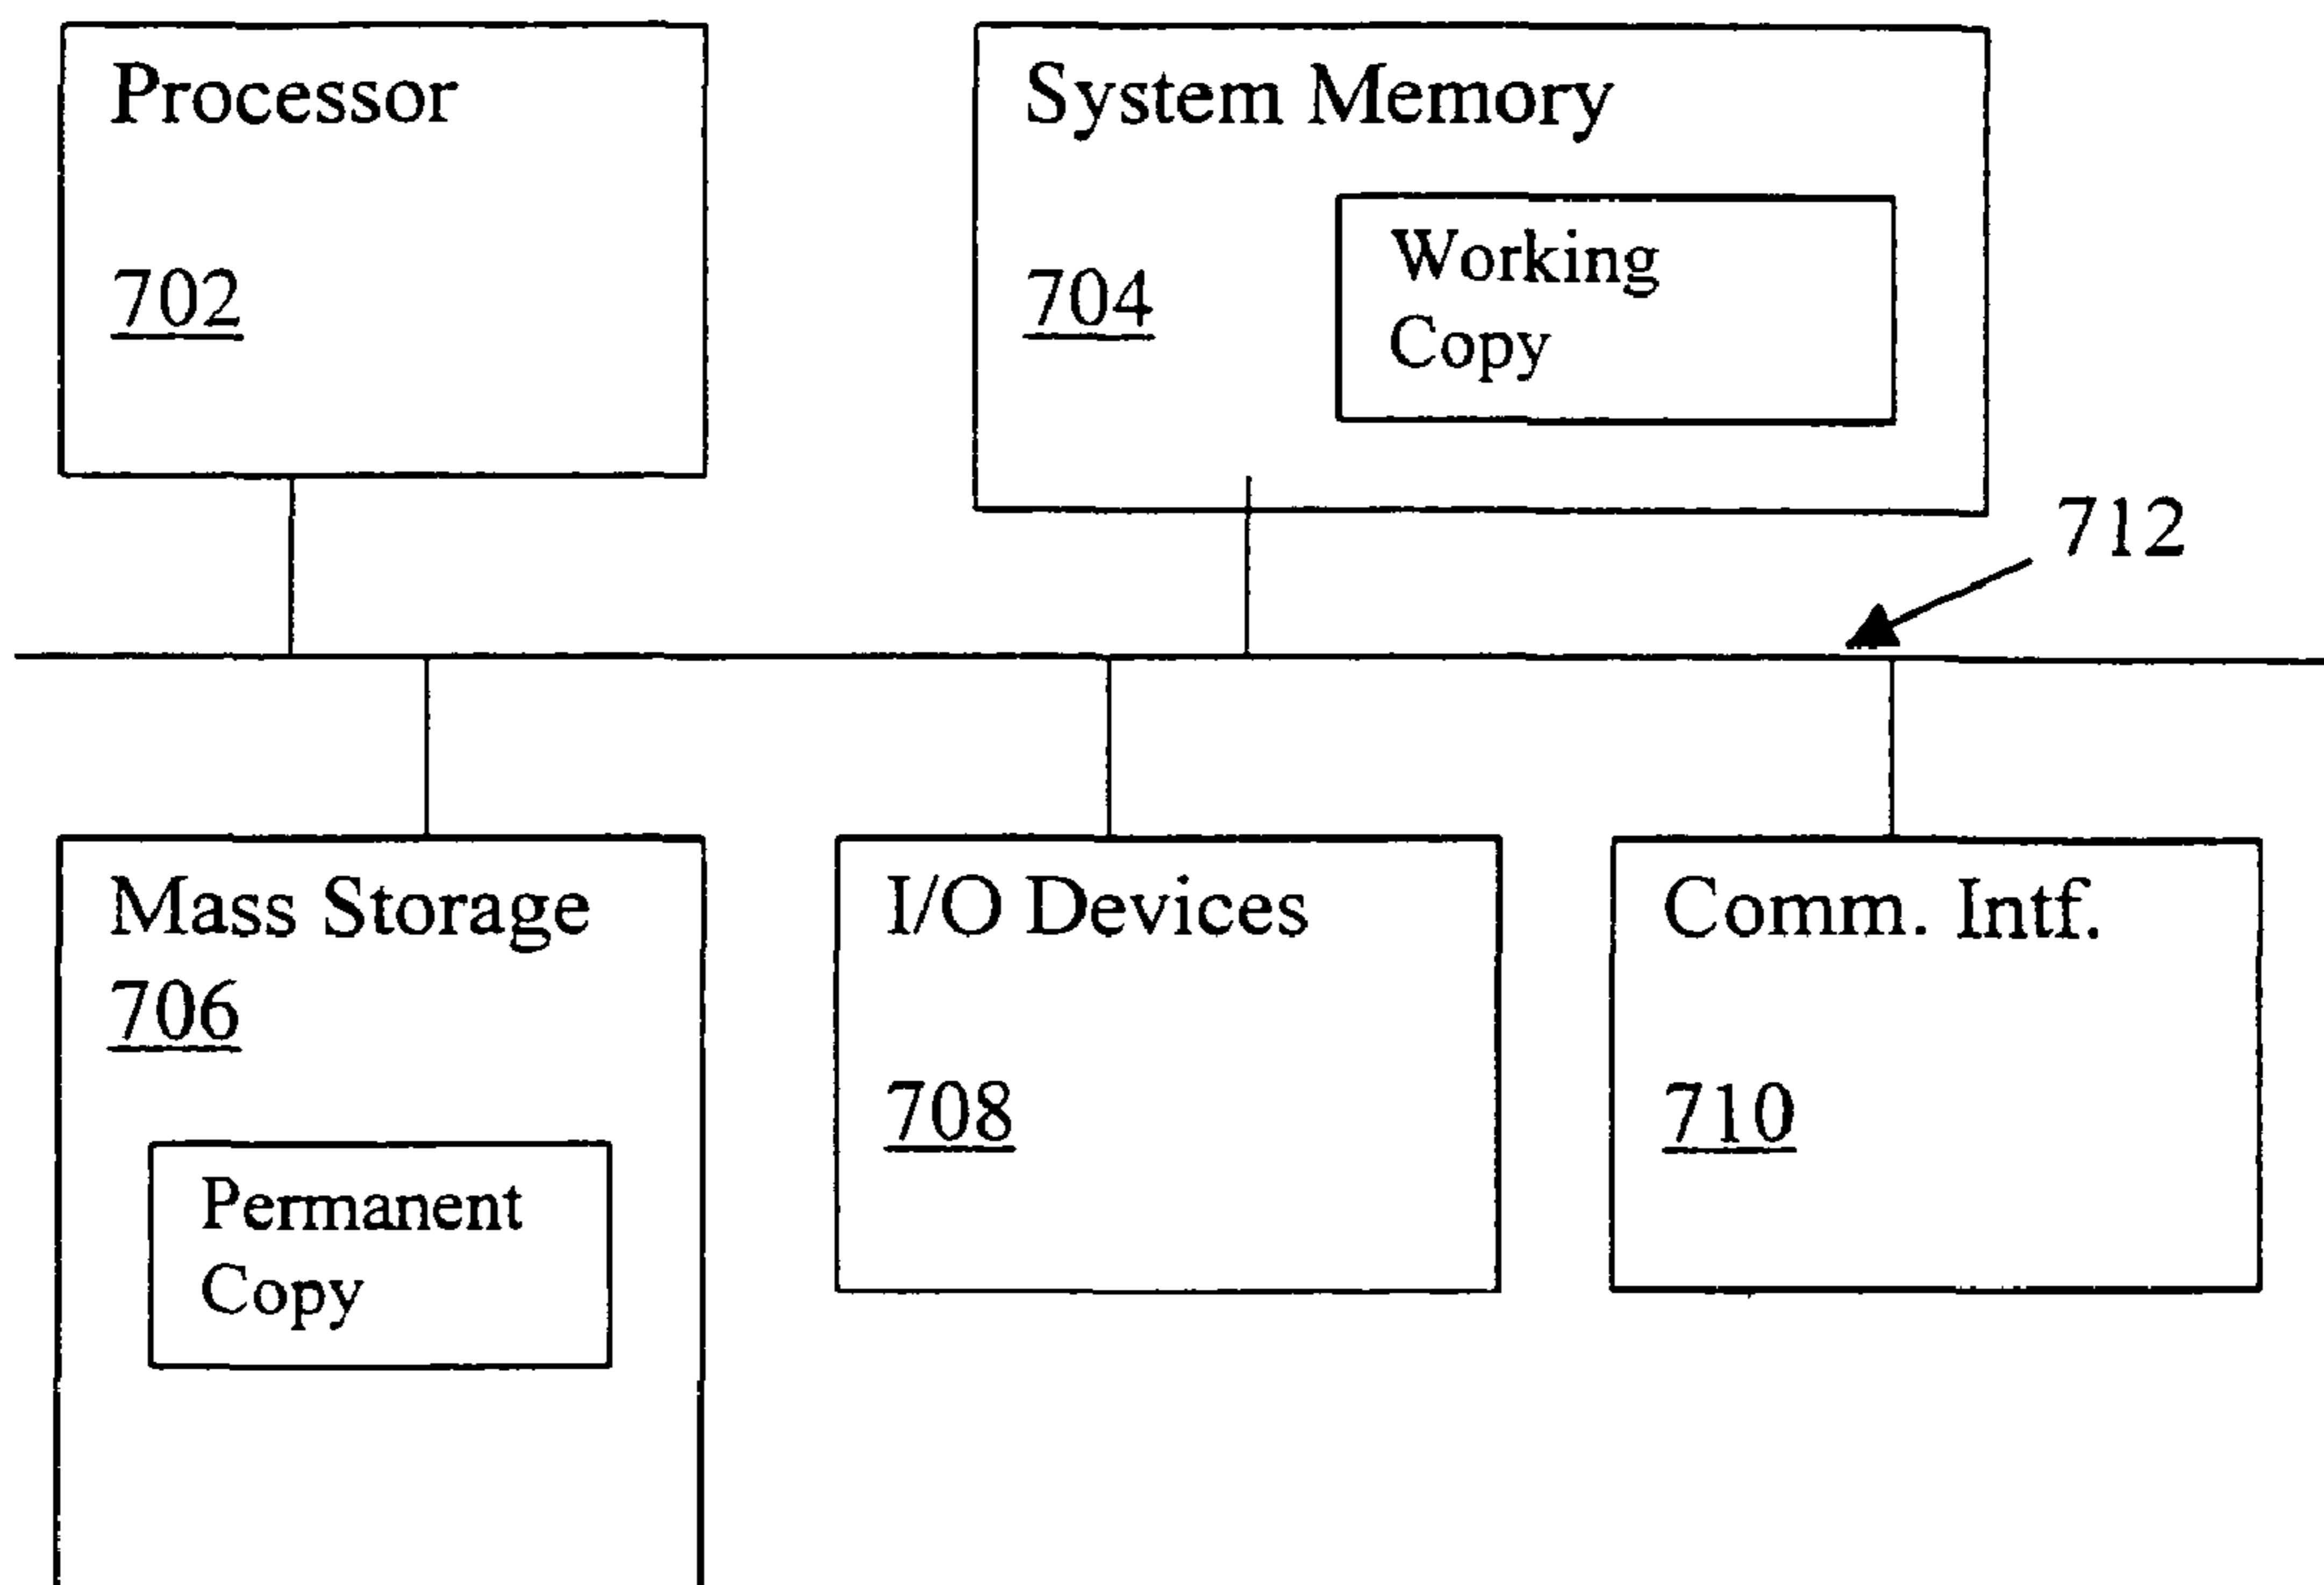 Processor
702
System Memory
704
Working
Copy
712
Mass Storage
706
Permanent
Copy
I/O Devices
708
Comm. Intf.
710